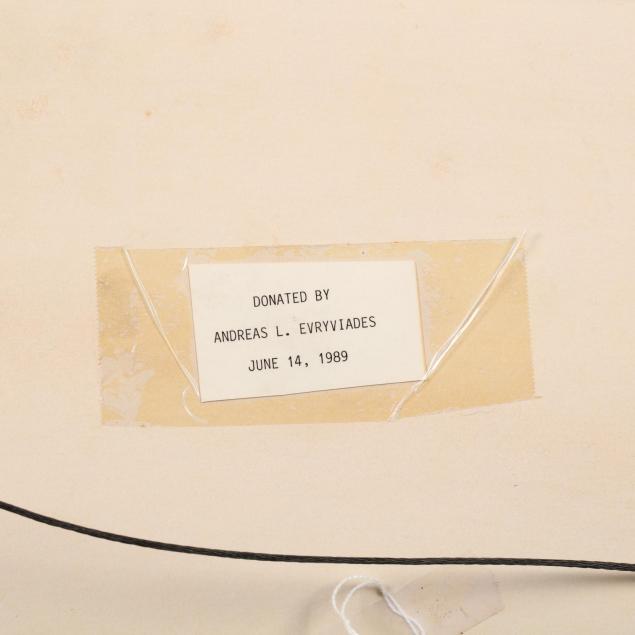 DONATED BY
ANDREAS L. EVRYVIADES
JUNE 14, 1989